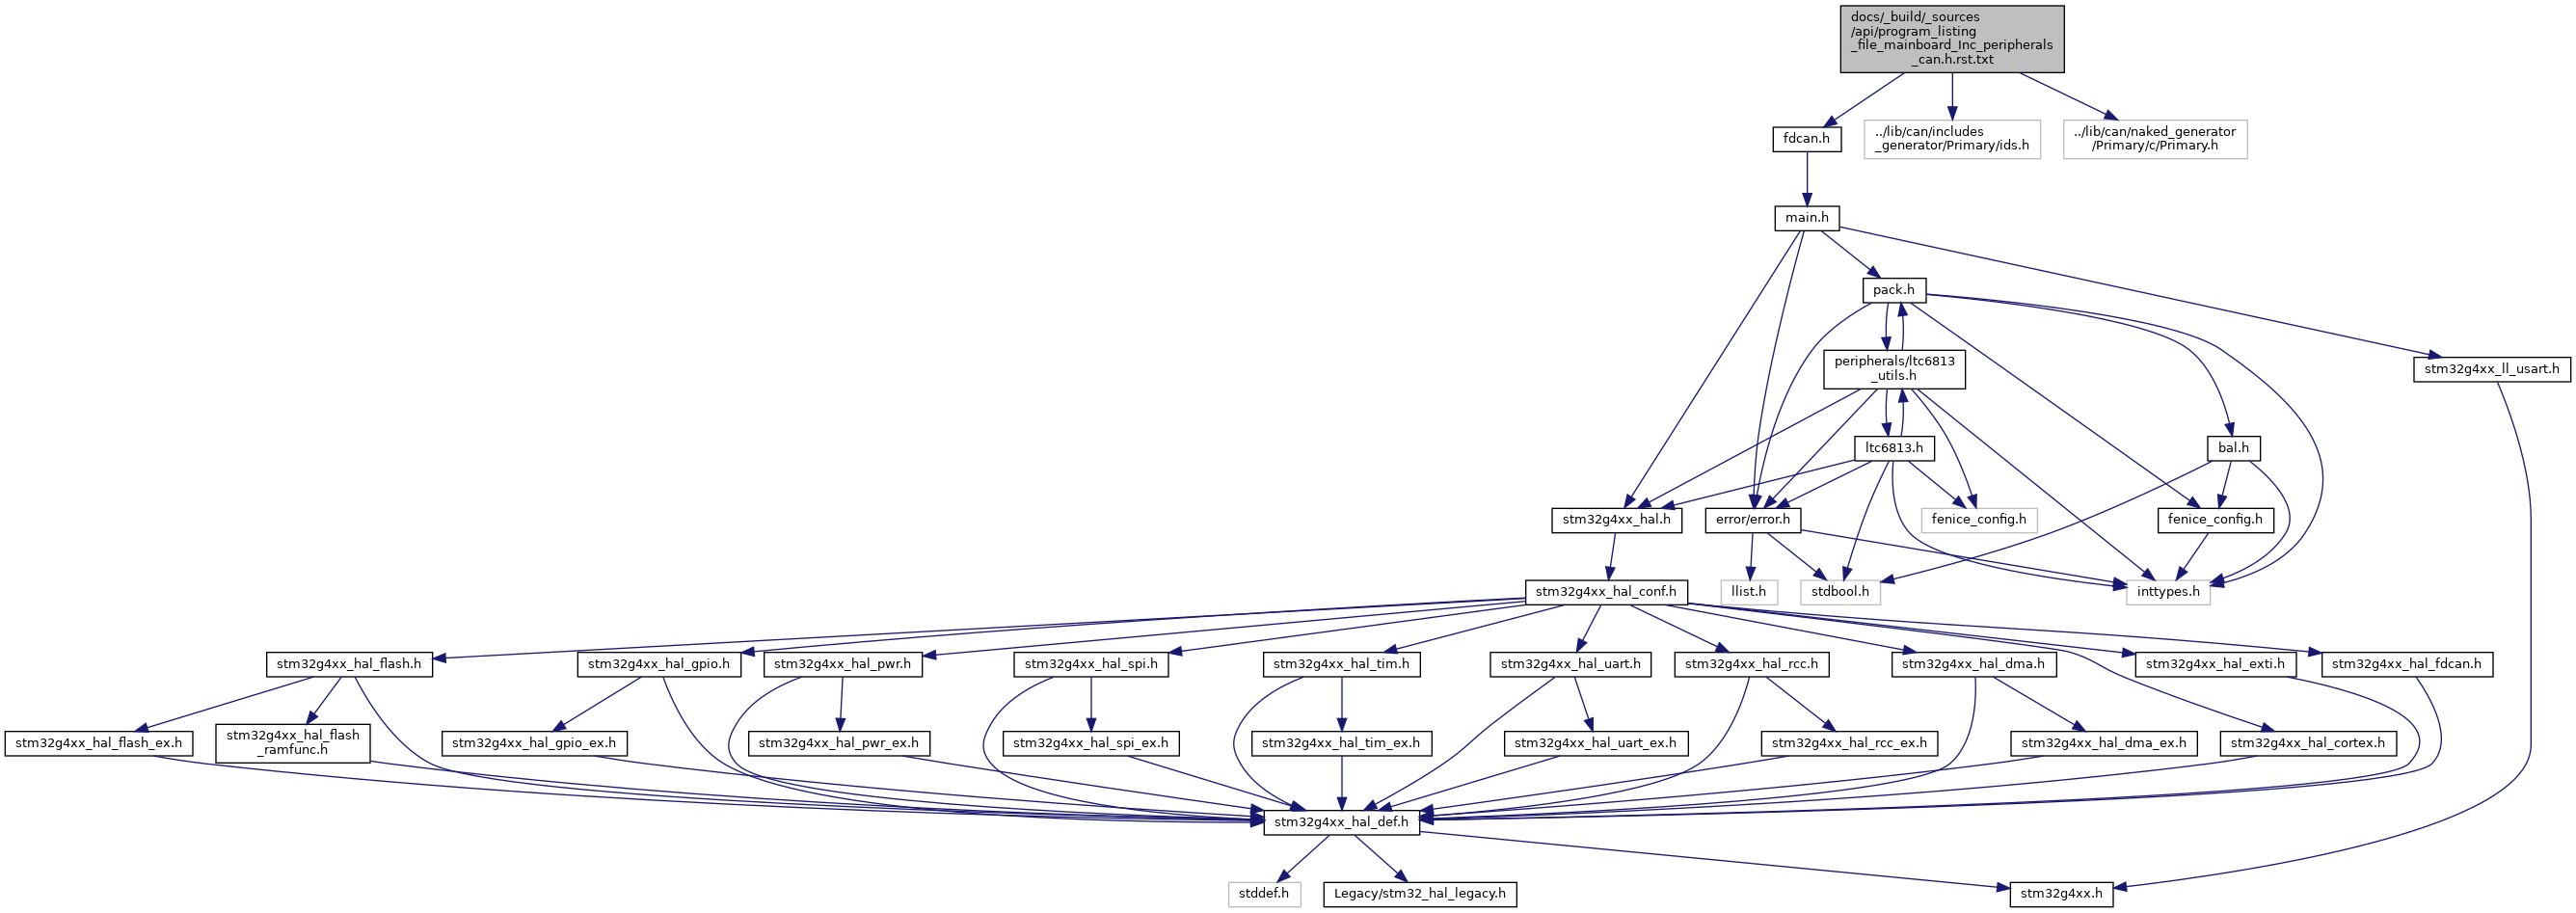 docs/_build/_sources
/api/program_listing
_file_mainboard_Inc_peripherals
_can.h.rst.txt
fdcan.h
../lib/can/includes
_generator/Primary/ids.h
../lib/can/naked_generator
/Primary/c/Primary.h
main.h
pack.h
peripherals/ltc6813
_utils.h
stm32g4xx_ll_usart.h
ltc6813.h
bal.h
stm32g4xx_hal.h
error/error.h
fenice_config.h
fenice_config.h
stm32g4xx_hal_conf.h
llist.h
stdbool.h
inttypes.h
stm32g4xx_hal_flash.h
stm32g4xx_hal_gpio.h
stm32g4xx_hal_pwr.h
stm32g4xx_hal_spi.h
stm32g4xx_hal_tim.h
stm32g4xx_hal_uart.h
stm32g4xx_hal_rcc.h
stm32g4xx_hal_dma.h
stm32g4xx_hal_exti.h
stm32g4xx_hal_fdcan.h
stm32g4xx_hal_flash_ex.h
stm32g4xx_hal_flash
_ramfunc.h
stm32g4xx_hal_gpio_ex.h
stm32g4xx_hal_pwr_ex.h
stm32g4xx_hal_spi_ex.h
stm32g4xx_hal_tim_ex.h
stm32g4xx_hal_uart_ex.h
stm32g4xx_hal_rcc_ex.h
stm32g4xx_hal_dma_ex.h
stm32g4xx_hal_cortex.h
stm32g4xx_hal_def.h
stddef.h
Legacy/stm32_hal_legacy.h
stm32g4xx.h